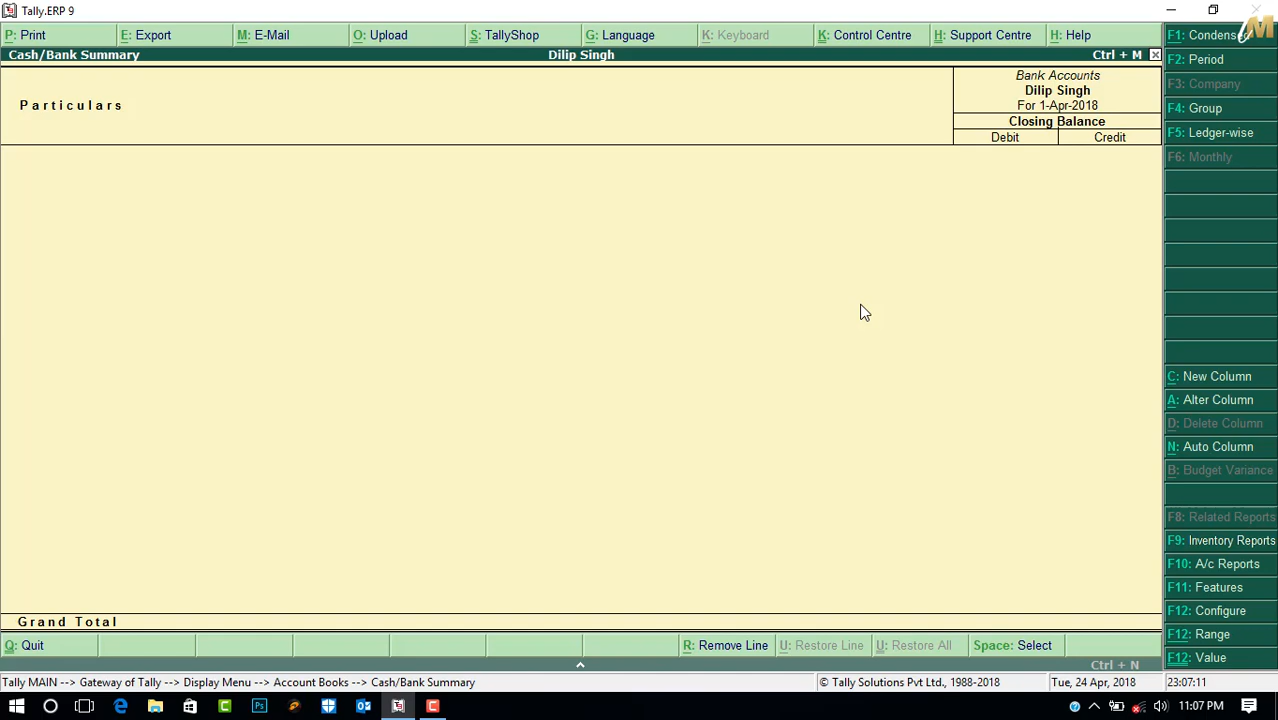 Tally.ERP 9
P: Print
E: Export
M: E-Mail
O: Upload
S: TallyShop
G: Language
K: Keyboard
K: Control Centre
H: Support Centre
H: Help
Cash/Bank Summary
Dilip Singh
Ctrl + M
Particulars
Bank Accounts
Dilip Singh
For 1-Apr-2018
Closing Balance
Debit
Credit
F1: Condensed
F2: Period
F3: Company
F4: Group
F5: Ledger-wise
F6: Monthly
C: New Column
A: Alter Column
D: Delete Column
N: Auto Column
B: Budget Variance
F8: Related Reports
F9: Inventory Reports
F10: A/c Reports
F11: Features
F12: Configure
F12: Range
F12: Value
Grand Total
Q: Quit
R: Remove Line
U: Restore Line
U: Restore All
Space: Select
Ctrl + N
Tally MAIN --> Gateway of Tally --> Display Menu --> Account Books --> Cash/Bank Summary
© Tally Solutions Pvt Ltd., 1988-2018
Tue, 24 Apr, 2018
23:07:11
11:07 PM